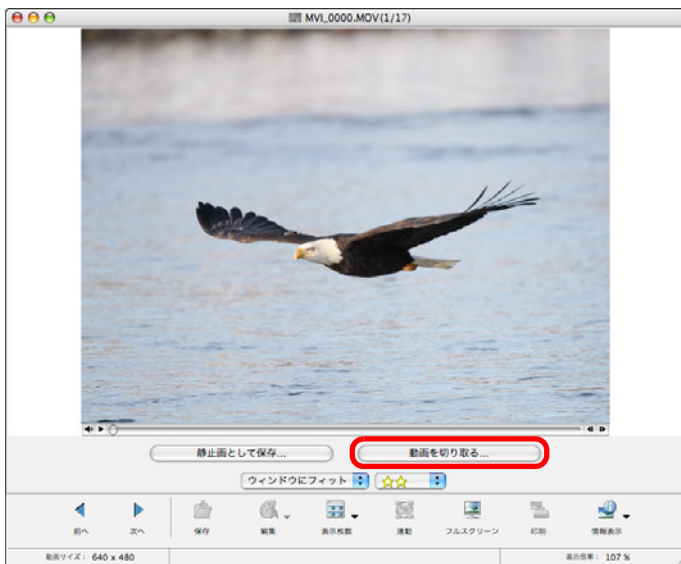 MVI_0000.MOV(1/17)
静止画として保存... 動画を切り取る...
ウィンドウにフィット ☆☆
前へ 次へ 保存 編集 表示枚数 連動 フルスクリーン 印刷 情報表示
動画サイズ： 640 x 480 表示倍率： 107 %